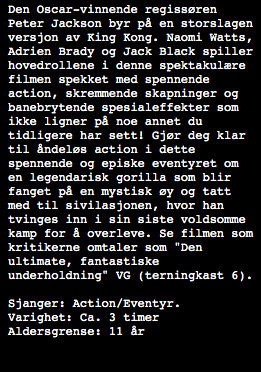 Den Oscar-vinnende regissøren
Peter Jackson byr på en storslagen
versjon av King Kong. Naomi Watts,
Adrien Brady og Jack Black spiller
hovedrollene i denne spektakulære
filmen spekket med spennende
action, skremmende skapninger og
banebrytende spesialeffekter som
ikke ligner på noe annet du
tidligere har sett! Gjør deg klar
til åndeløs action i dette
spennende og episke eventyret om
en legendarisk gorilla som blir
fanget på en mystisk øy og tatt
med til sivilasjonen, hvor han
tvinges inn i sin siste voldsomme
kamp for å overleve. Se filmen som
kritikerne omtaler som "Den
ultimate, fantastiske
underholdning" VG (terningkast 6).

Sjanger: Action/Eventyr.
Varighet: Ca. 3 timer
Aldersgrense: 11 år